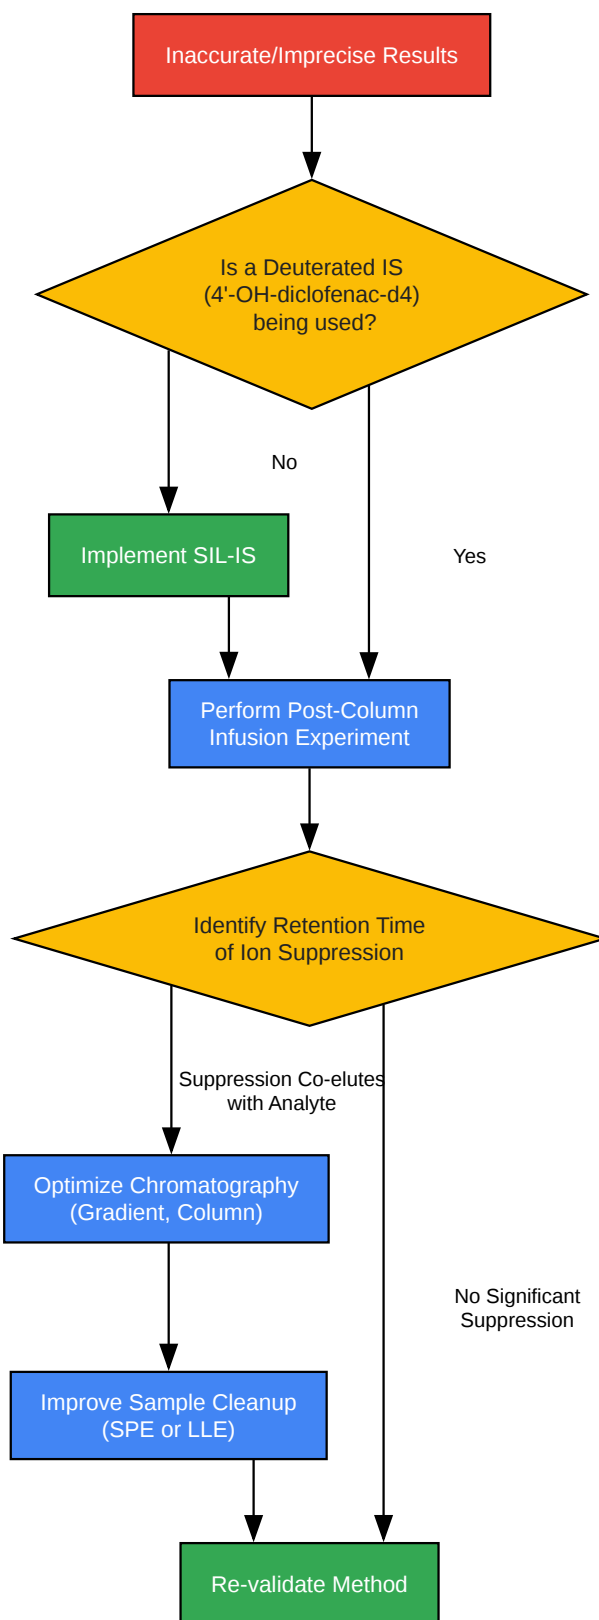 Inaccurate/Imprecise Results
Is a Deuterated IS
(4'-OH-diclofenac-d4)
being used?
No
Implement SIL-IS
Yes
Perform Post-Column
Infusion Experiment
Identify Retention Time
of Ion Suppression
Suppression Co-elutes
with Analyte
Optimize Chromatography
(Gradient, Column)
No Significant
Suppression
Improve Sample Cleanup
(SPE or LLE)
Re-validate Method